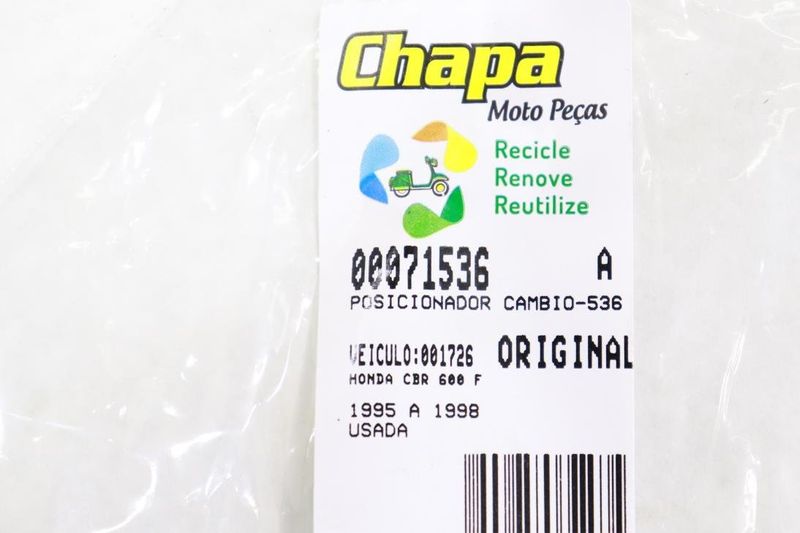 Chapa
Moto Peças
Recicle
Renove
Reutilize
00071536 A
POSICIONADOR CAMBIO-536
VEICULO:001726 ORIGINAL
HONDA CBR 600 F
1995 A 1998
USADA